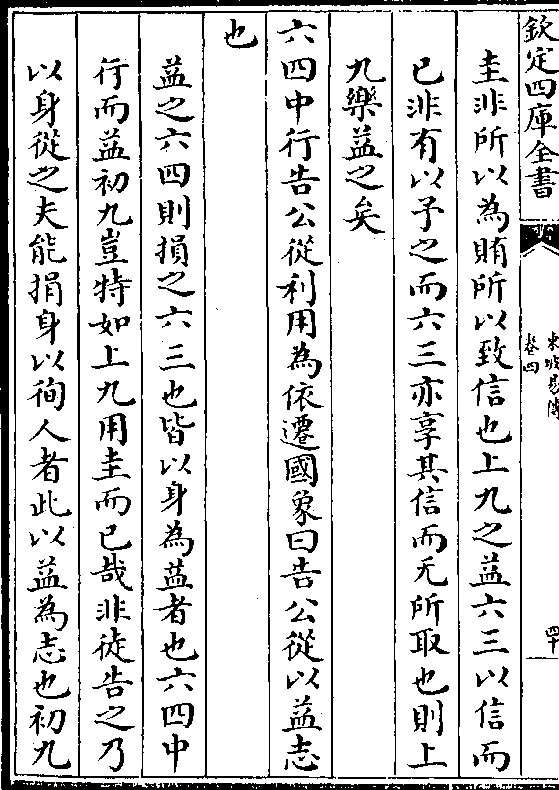 欽定四庫全書
東坡易傳
卷四
四十
圭非所以為賄所以致信也上九之益六三以信而
已非有以予之而六三亦享其信而无所取也則上
九樂益之矣
六四中行告公從利用為依遷國象曰告公從以益志
也
益之六四則損之六三也皆以身為益者也六四中
行而益初九豈特如上九用圭而已哉非徒告之乃
以身從之夫能捐身以徇人者此以益為志也初九